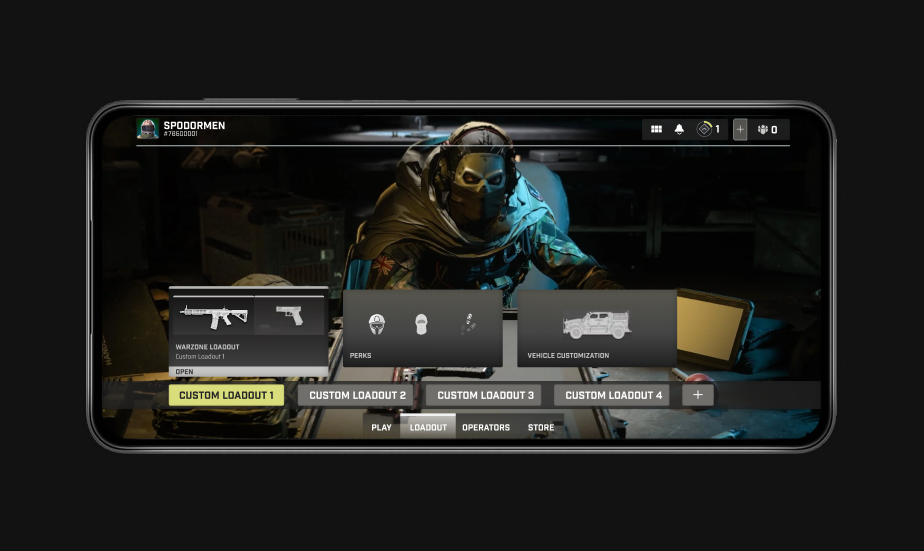 SPODORMEN
#76600001
1
+
0
WARZONE LOADOUT
Custom Loadout 1
OPEN
PERKS
VEHICLE CUSTOMIZATION
CUSTOM LOADOUT 1
CUSTOM LOADOUT 2
CUSTOM LOADOUT 3
CUSTOM LOADOUT 4
+
PLAY
LOADOUT
OPERATORS
STORE